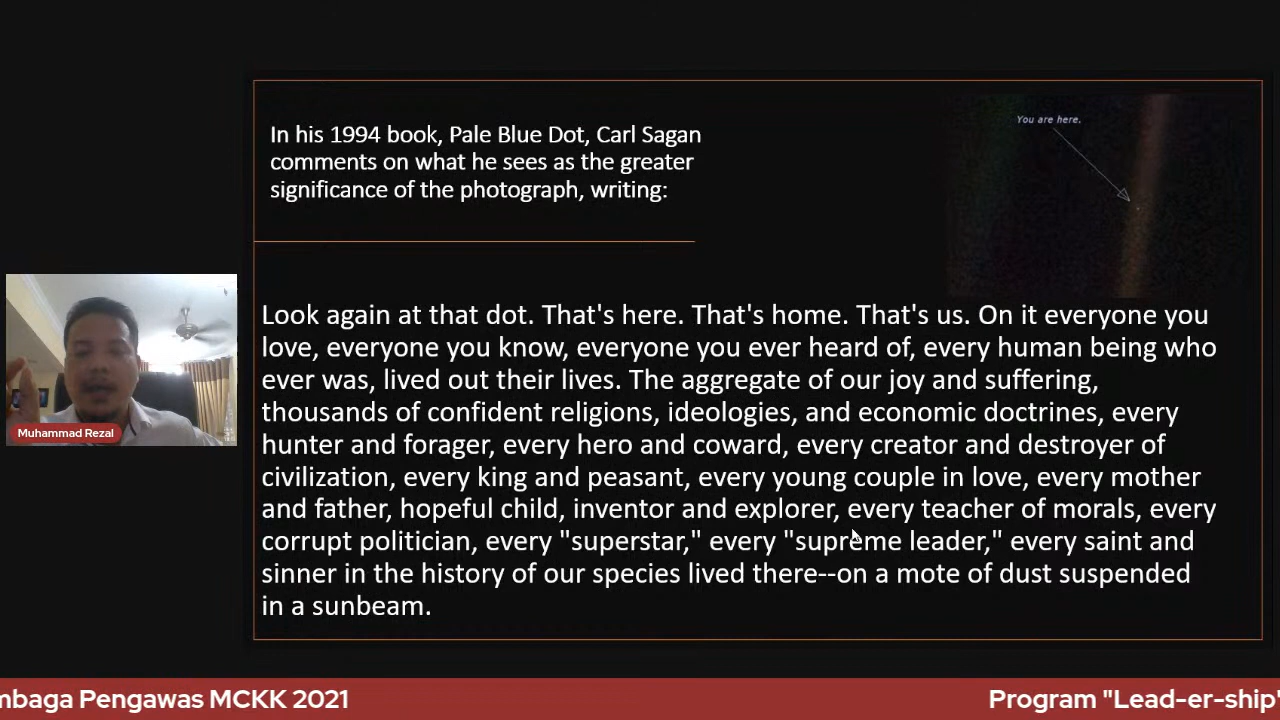 In his 1994 book, Pale Blue Dot, Carl Sagan
comments on what he sees as the greater
significance of the photograph, writing:
You are here.
Look again at that dot. That's here. That's home. That's us. On it everyone you
love, everyone you know, everyone you ever heard of, every human being who
ever was, lived out their lives. The aggregate of our joy and suffering,
thousands of confident religions, ideologies, and economic doctrines, every
hunter and forager, every hero and coward, every creator and destroyer of
civilization, every king and peasant, every young couple in love, every mother
and father, hopeful child, inventor and explorer, every teacher of morals, every
corrupt politician, every "superstar," every "supreme leader," every saint and
sinner in the history of our species lived there--on a mote of dust suspended
in a sunbeam.
Muhammad Rezal
mbaga Pengawas MCKK 2021
Program "Lead-er-ship"